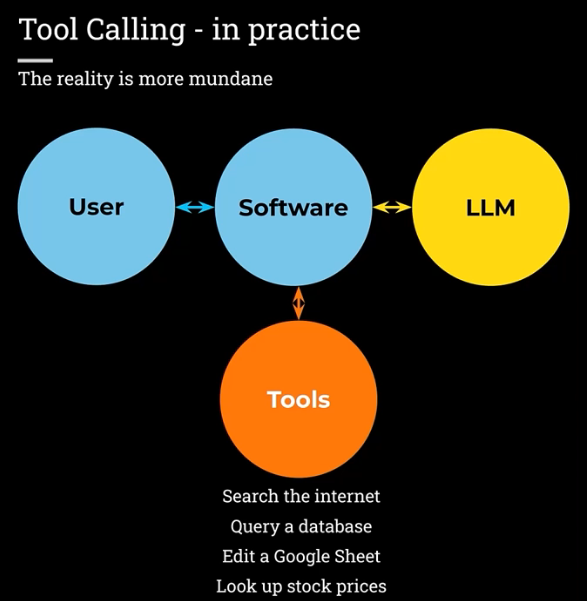 Tool Calling - in practice
The reality is more mundane
User
Software
LLM
Tools
Search the internet
Query a database
Edit a Google Sheet
Look up stock prices